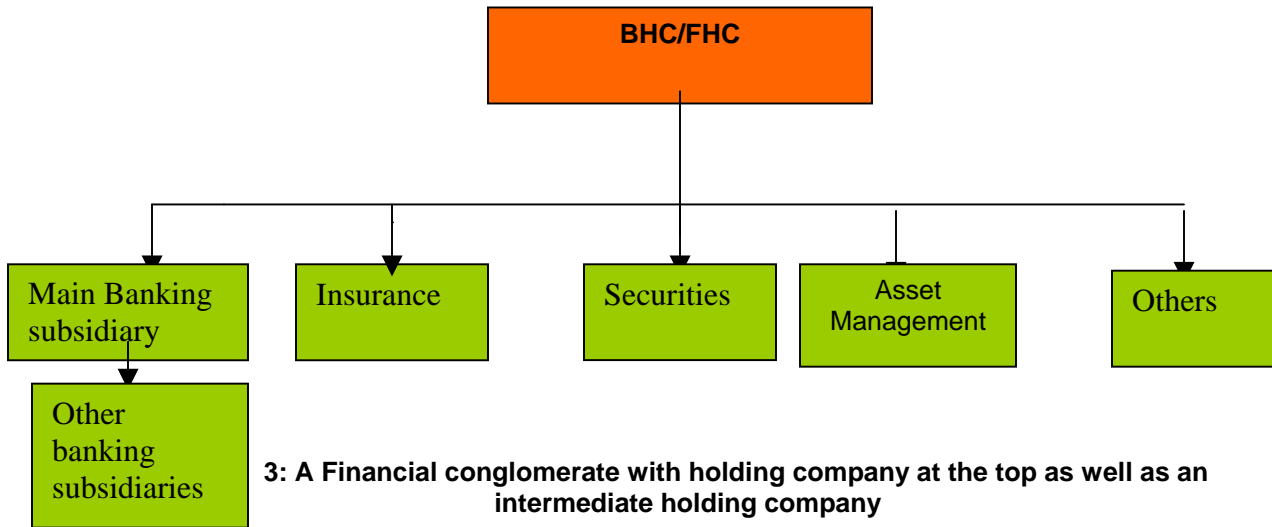 BHC/FHC
Main Banking
subsidiary
Insurance
Securities
Asset
Management
Others
Other
banking
subsidiaries
3: A Financial conglomerate with holding company at the top as well as an
intermediate holding company